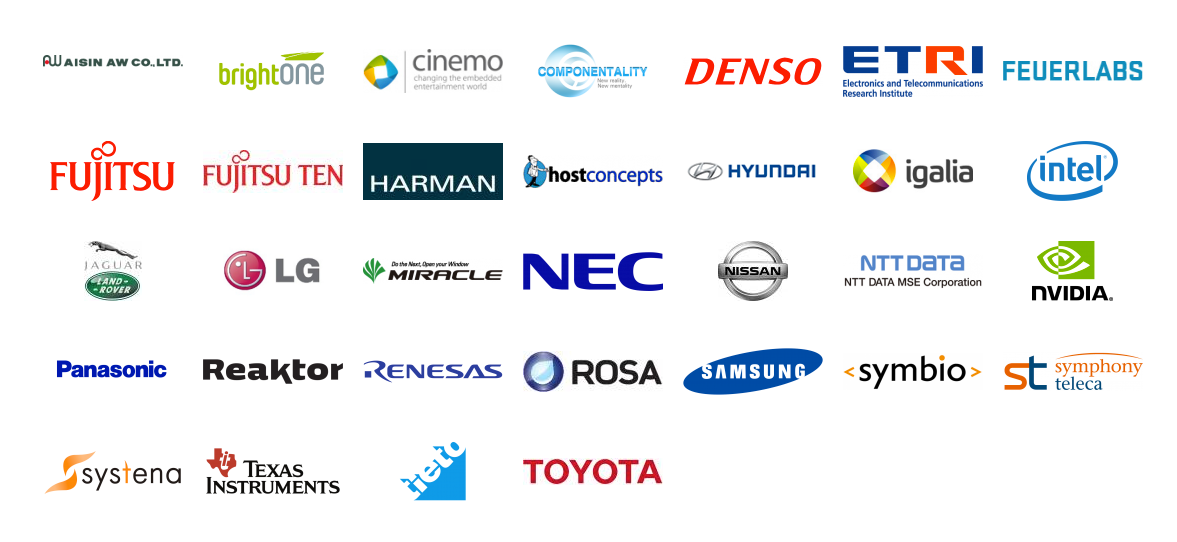 AW AISIN AW CO.,LTD.
brightONE
cinemo
changing the embedded
entertainment world
COMPONENTALITY
New reality
New mentality
DENSO
ETRI
Electronics and Telecommunications
Research Institute
FEUERLABS
FUJITSU
FUJITSU TEN
HARMAN
hostconcepts
HYUNDAI
igalia
intel
JAGUAR
LAND-
-ROVER
LG
LG
Do the Next, Open your Window
MIRACLE
NEC
NISSAN
NTT DATA
NTT DATA MSE Corporation
NVIDIA.
Panasonic
Reaktor
RENESAS
ROSA
SAMSUNG
<symbio>
st symphony
teleca
systena
TEXAS
INSTRUMENTS
tieto
TOYOTA